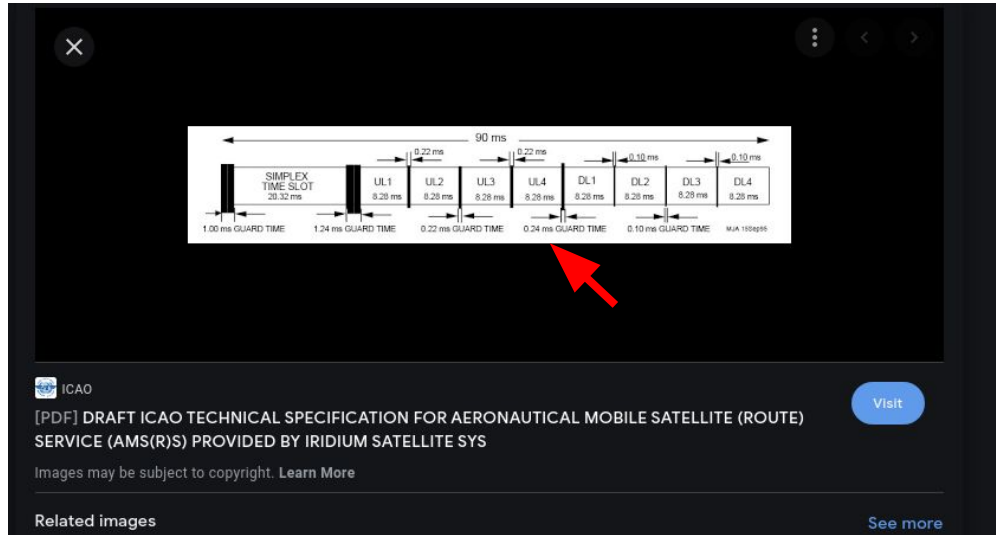 90 ms
0.22 ms 0.22 ms 0.10 ms 0.10 ms
SIMPLEX
TIME SLOT
20.32 ms
UL1
8.28 ms
UL2
8.28 ms
UL3
8.28 ms
UL4
8.28 ms
DL1
8.28 ms
DL2
8.28 ms
DL3
8.28 ms
DL4
8.28 ms
1.00 ms GUARD TIME 1.24 ms GUARD TIME 0.22 ms GUARD TIME 0.24 ms GUARD TIME 0.10 ms GUARD TIME
ICAO
Visit
[PDF] DRAFT ICAO TECHNICAL SPECIFICATION FOR AERONAUTICAL MOBILE SATELLITE (ROUTE)
SERVICE (AMS(R)S) PROVIDED BY IRIDIUM SATELLITE SYS
Images may be subject to copyright. Learn More
Related images See more